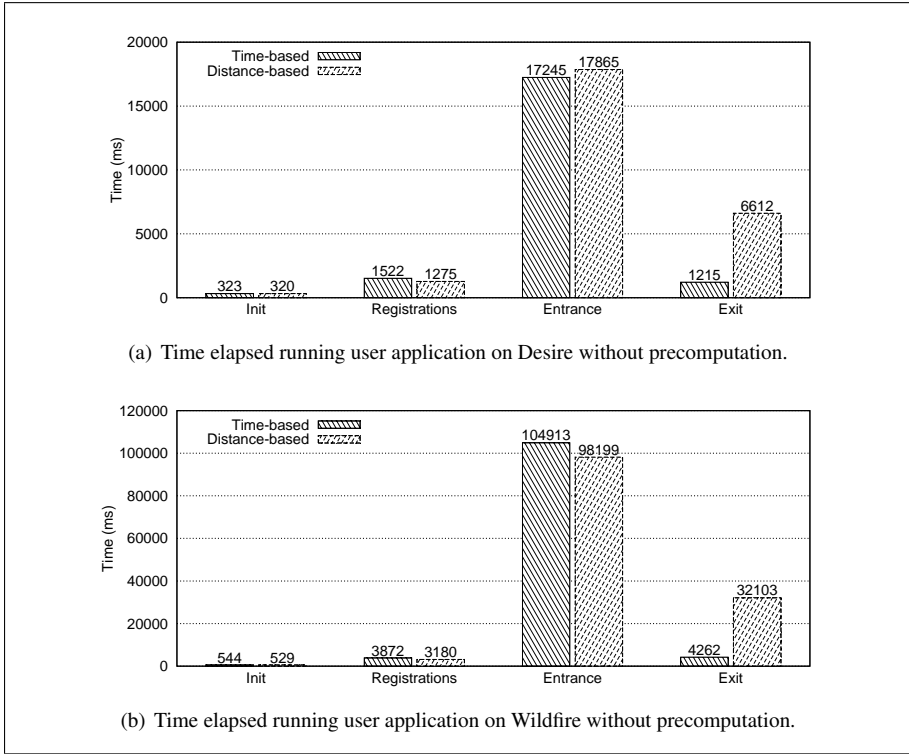 20000
15000
10000
5000
0
Time (ms)
Time-based
Distance-based
323 320
1522 1275
17245 17865
1215 6612
Init Registrations Entrance Exit
(a) Time elapsed running user application on Desire without precomputation.
120000
100000
80000
60000
40000
20000
0
Time (ms)
Time-based
Distance-based
544 529
3872 3180
104913 98199
4262 32103
Init Registrations Entrance Exit
(b) Time elapsed running user application on Wildfire without precomputation.